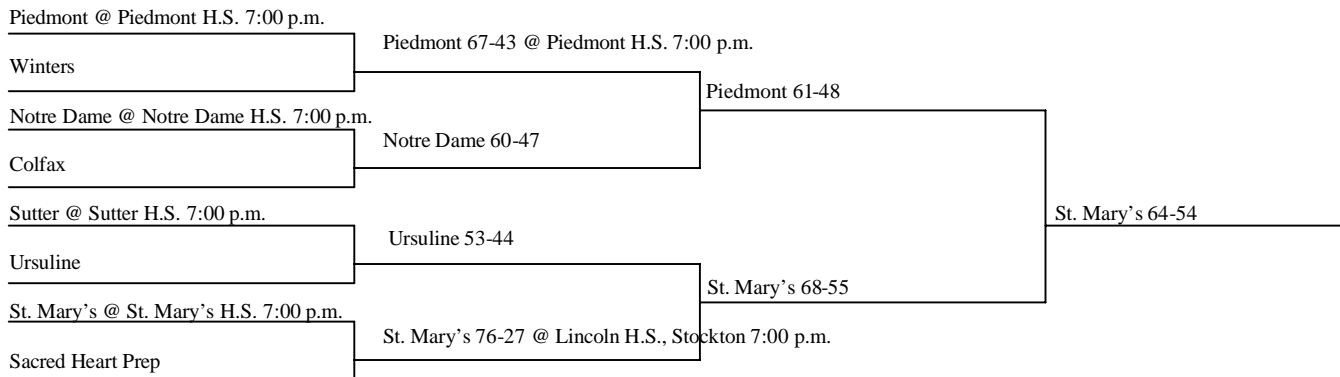 Piedmont @ Piedmont H.S. 7:00 p.m.
Winters
Notre Dame @ Notre Dame H.S. 7:00 p.m.
Colfax
Sutter @ Sutter H.S. 7:00 p.m.
Ursuline
St. Mary’s @ St. Mary’s H.S. 7:00 p.m.
Sacred Heart Prep
Piedmont 67-43 @ Piedmont H.S. 7:00 p.m.
Notre Dame 60-47
Ursuline 53-44
St. Mary’s 76-27 @ Lincoln H.S., Stockton 7:00 p.m.
Piedmont 61-48
St. Mary’s 68-55
St. Mary’s 64-54